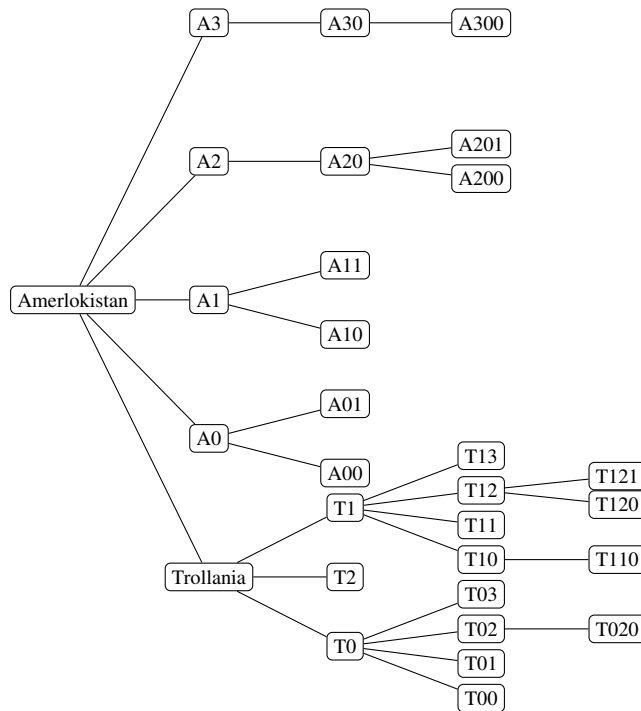 A3
A30
A300
A2
A20
A201
A200
Amerlokistan
A1
A11
A10
A0
A01
A00
Trollania
T1
T13
T12
T121
T120
T11
T10
T110
T2
T0
T03
T02
T020
T01
T00